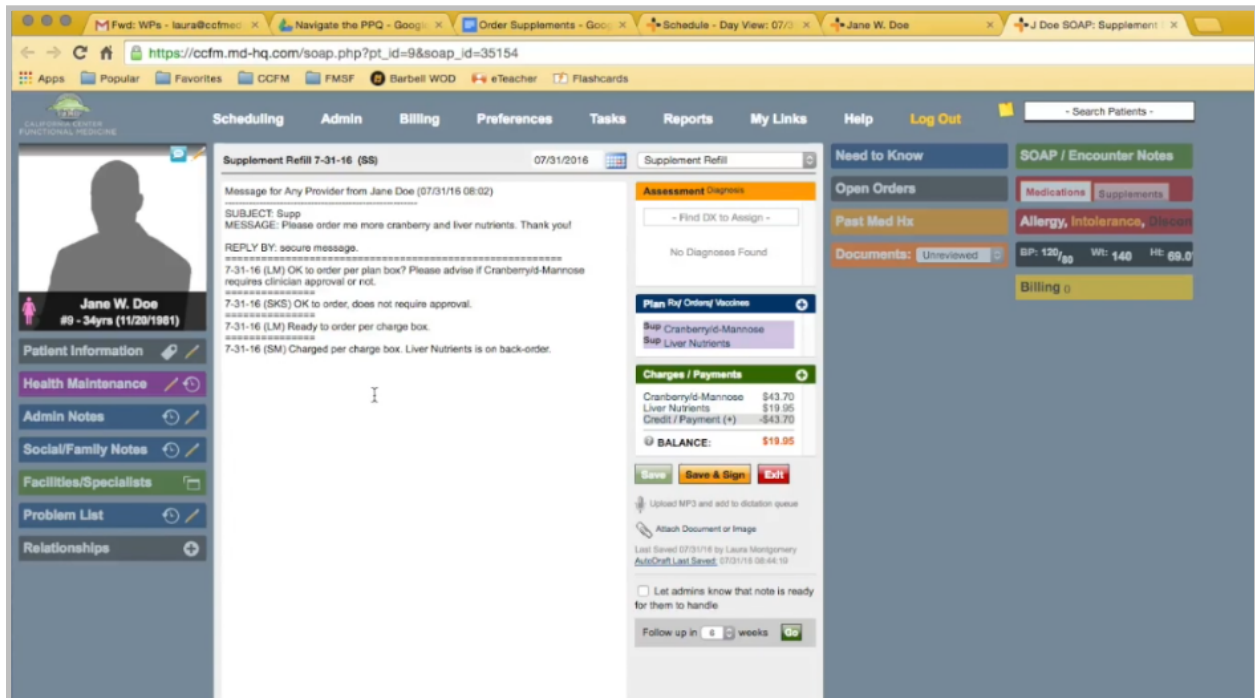 Fwd: WPs - laura@ccfmed
Navigate the PPQ - Google
Order Supplements - Goog
Schedule - Day View: 07/3
Jane W. Doe
J Doe SOAP: Supplement
https://ccfm.md-hq.com/soap.php?pt_id=9&soap_id=35154
Apps Popular Favorites CCFM FMSF Barbell WOD eTeacher Flashcards
CALIFORNIA CENTER
FUNCTIONAL MEDICINE
Scheduling Admin Billing Preferences Tasks Reports My Links Help Log Out
- Search Patients -
Jane W. Doe
#9 - 34yrs (11/20/1981)
Patient Information
Health Maintenance
Admin Notes
Social/Family Notes
Facilities/Specialists
Problem List
Relationships
Supplement Refill 7-31-16 (SS) 07/31/2016 Supplement Refill
Message for Any Provider from Jane Doe (07/31/16 08:02)
SUBJECT: Supp
MESSAGE: Please order me more cranberry and liver nutrients. Thank you!
REPLY BY: secure message.
7-31-16 (LM) OK to order per plan box? Please advise if Cranberry/d-Mannose
requires clinician approval or not.
===============
7-31-16 (SKS) OK to order, does not require approval.
===============
7-31-16 (LM) Ready to order per charge box.
===============
7-31-16 (SM) Charged per charge box. Liver Nutrients is on back-order.
Assessment Diagnosis
- Find DX to Assign -
No Diagnoses Found
Plan Rx/ Orders/ Vaccines
Sup Cranberry/d-Mannose
Sup Liver Nutrients
Charges / Payments
Cranberry/d-Mannose $43.70
Liver Nutrients $19.95
Credit / Payment (+) -$43.70
BALANCE: $19.95
Save Save & Sign Exit
Upload MP3 and add to dictation queue
Attach Document or Image
Last Saved 07/31/16 by Laura Montgomery
AutoDraft Last Saved: 07/31/16 08:44:19
Let admins know that note is ready
for them to handle
Follow up in 6 weeks Go
Need to Know
Open Orders
Past Med Hx
Documents: Unreviewed
SOAP / Encounter Notes
Medications Supplements
Allergy, Intolerance, Discon
BP: 120/80 Wt: 140 Ht: 69.0
Billing ()